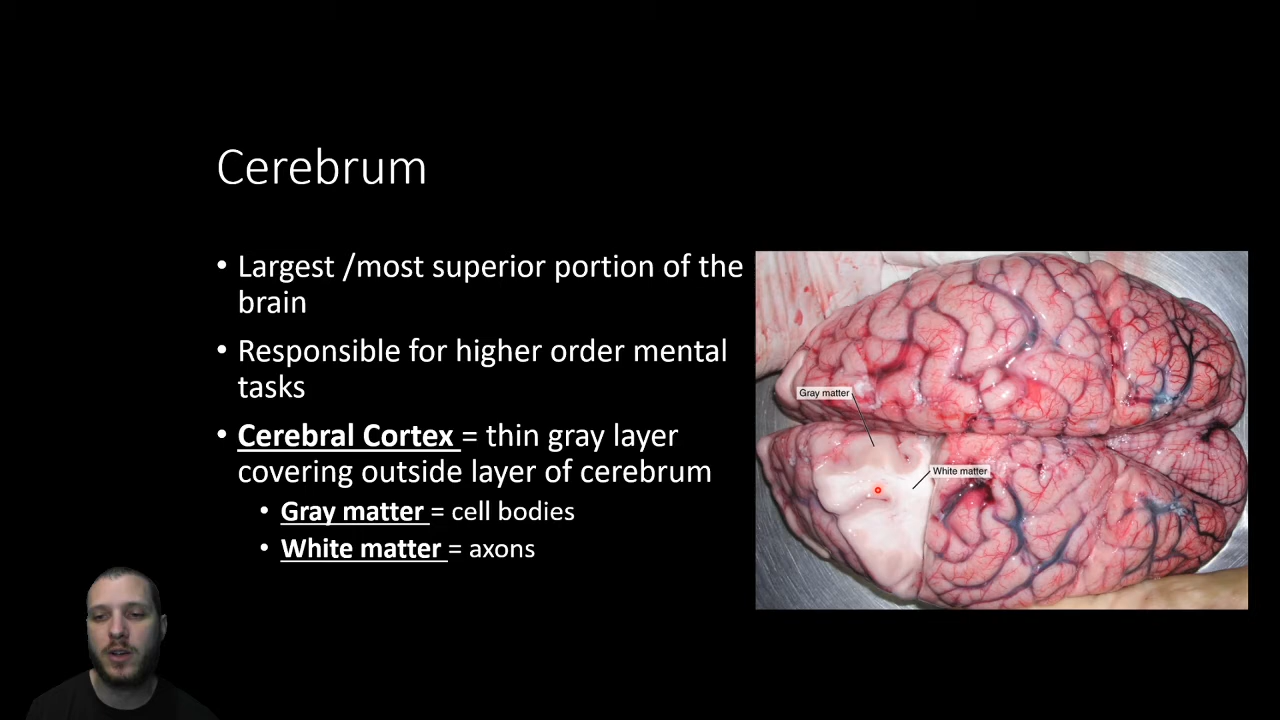 Cerebrum
• Largest /most superior portion of the
brain
• Responsible for higher order mental
tasks
• Cerebral Cortex = thin gray layer
covering outside layer of cerebrum
• Gray matter = cell bodies
• White matter = axons
Gray matter
White matter